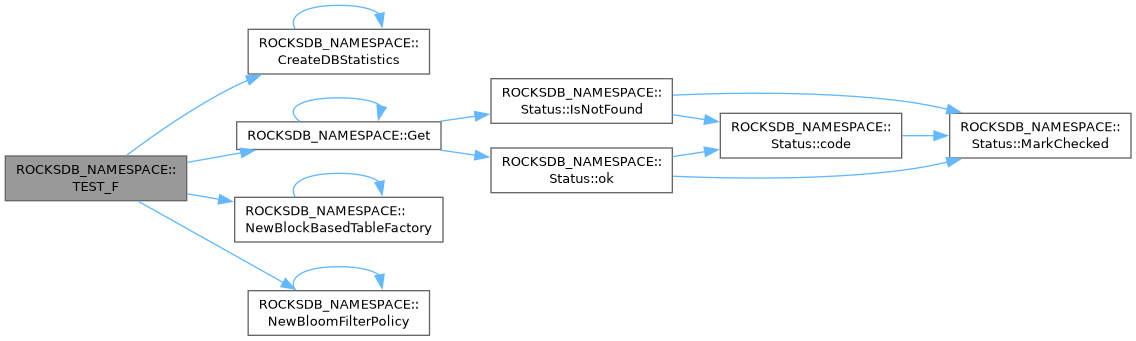 ROCKSDB_NAMESPACE::
TEST_F
ROCKSDB_NAMESPACE::
CreateDBStatistics
ROCKSDB_NAMESPACE::Get
ROCKSDB_NAMESPACE::
NewBlockBasedTableFactory
ROCKSDB_NAMESPACE::
NewBloomFilterPolicy
ROCKSDB_NAMESPACE::
Status::IsNotFound
ROCKSDB_NAMESPACE::
Status::ok
ROCKSDB_NAMESPACE::
Status::code
ROCKSDB_NAMESPACE::
Status::MarkChecked